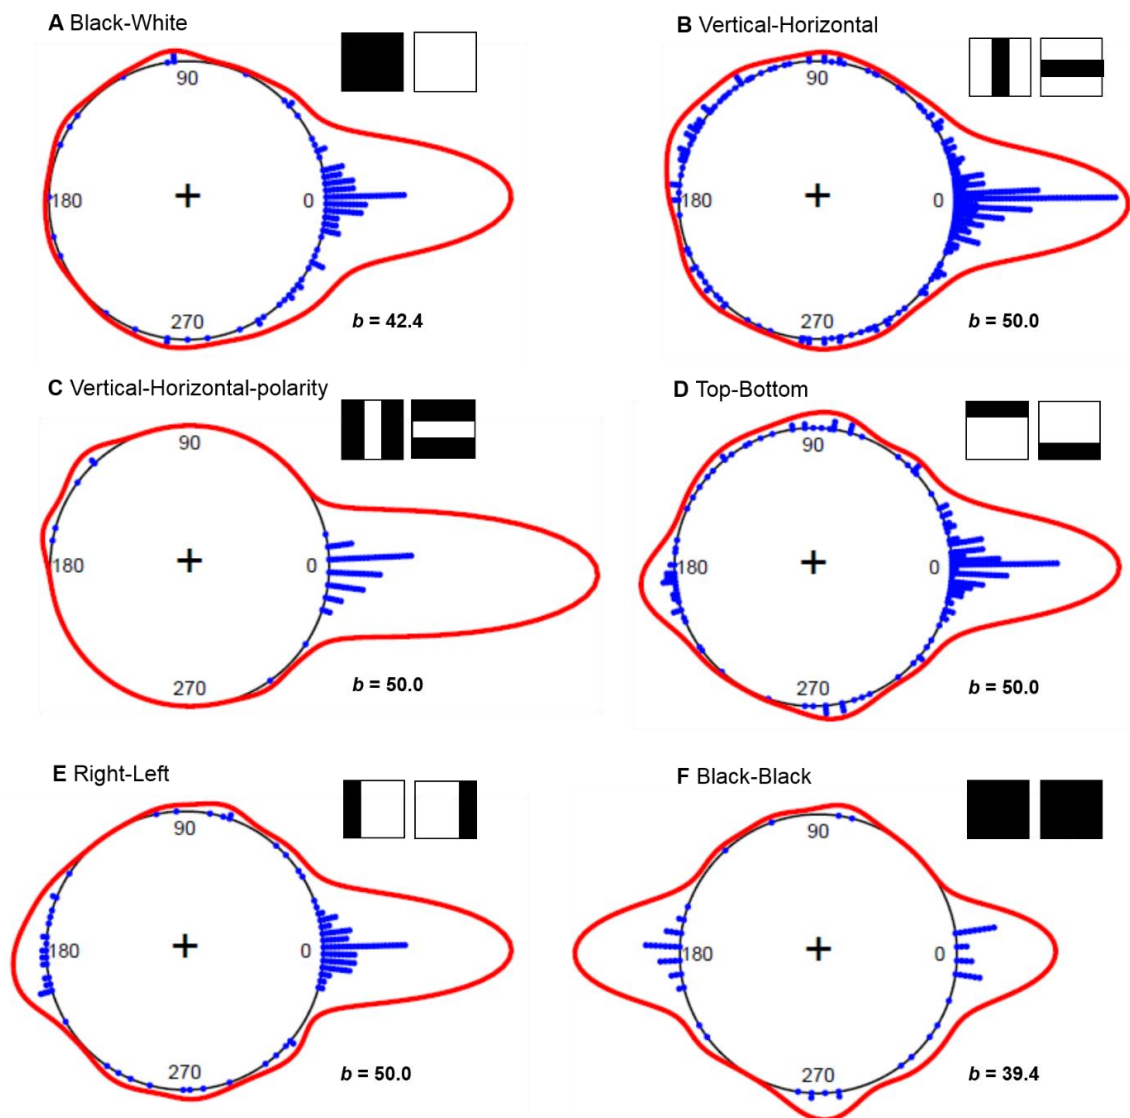 A Black-White
90
180
0
270
b = 42.4
B Vertical-Horizontal
90
180
0
270
b = 50.0
C Vertical-Horizontal-polarity
90
180
0
270
b = 50.0
D Top-Bottom
90
180
0
270
b = 50.0
E Right-Left
90
180
0
270
b = 50.0
F Black-Black
90
180
0
270
b = 39.4